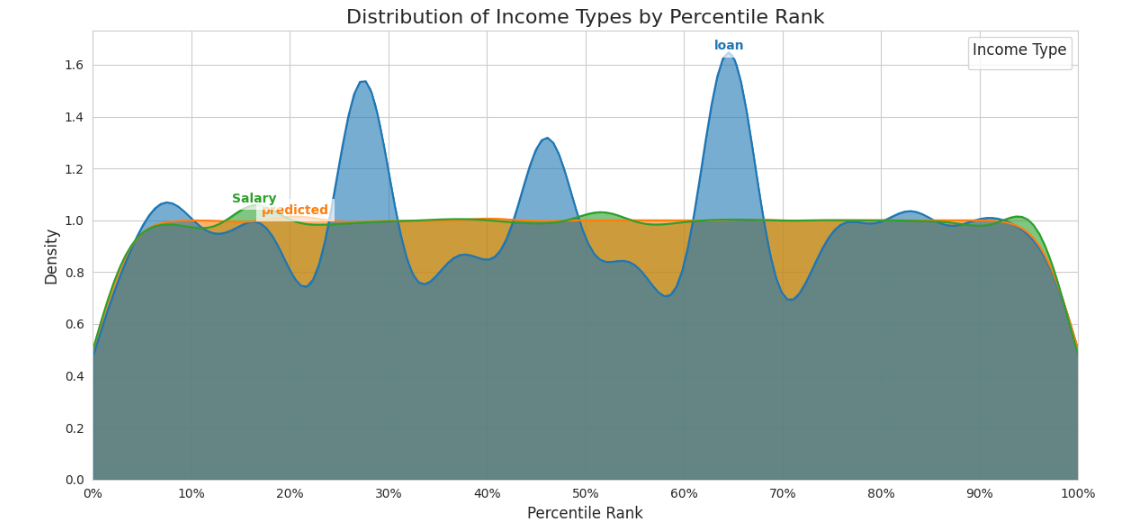 Distribution of Income Types by Percentile Rank
loan
Income Type
Salary
predicted
Density
1.6
1.4
1.2
1.0
0.8
0.6
0.4
0.2
0.0
0% 10% 20% 30% 40% 50% 60% 70% 80% 90% 100%
Percentile Rank